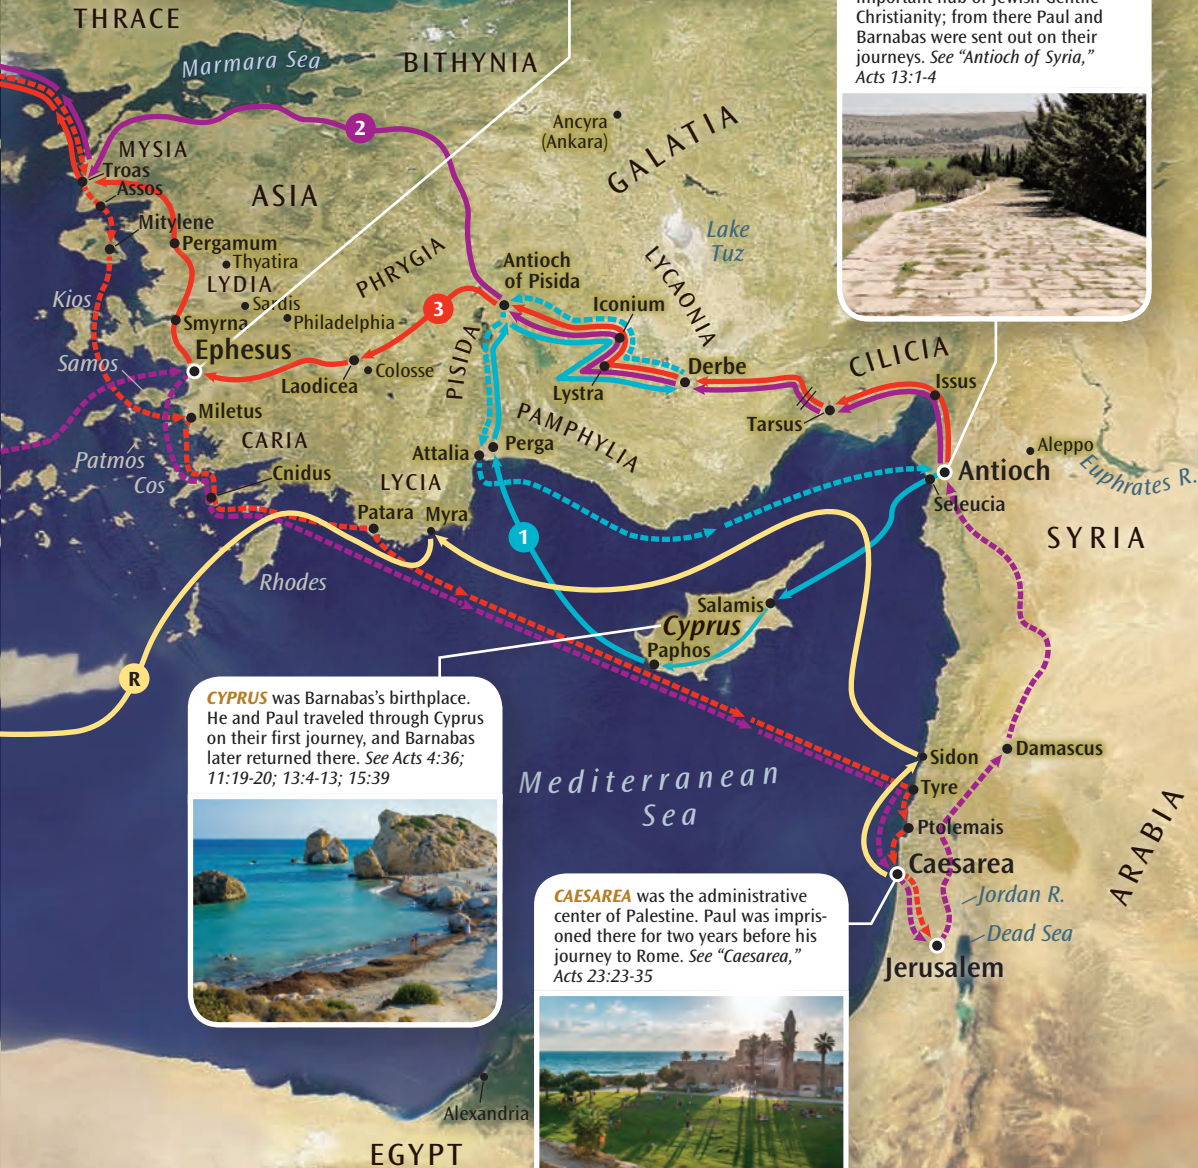 important hub of Jewish-Gentile
Christianity; from there Paul and
Barnabas were sent out on their
journeys. See “Antioch of Syria,”
Acts 13:1-4
THRACE
Marmara Sea
BITHYNIA
2
Ancyra
(Ankara)
GALATIA
MYSIA
Troas
Assos
ASIA
Mitylene
Pergamum
Thyatira
LYDIA
PHRYGIA
Lake
Tuz
LYCAONIA
Antioch
of Pisida
Kios
Sardis
Iconium
3
Smyrna
Philadelphia
Ephesus
PISIDA
Samos
Laodicea
Colosse
Derbe
CILICIA
Issus
Lystra
Miletus
PAMPHYLIA
Tarsus
CARIA
Attalia
Perga
Aleppo
Patmos
Cos
Cnidus
LYCIA
Antioch
Euphrates R.
Seleucia
Patara
Myra
1
SYRIA
Rhodes
Salamis
Cyprus
Paphos
R
CYPRUS was Barnabas’s birthplace.
He and Paul traveled through Cyprus
on their first journey, and Barnabas
later returned there. See Acts 4:36;
11:19-20; 13:4-13; 15:39
Mediterranean
Sea
Sidon
Damascus
Tyre
Ptolemais
ARABIA
Caesarea
Jordan R.
Dead Sea
Jerusalem
CAESAREA was the administrative
center of Palestine. Paul was impris-
oned there for two years before his
journey to Rome. See “Caesarea,”
Acts 23:23-35
Alexandria
EGYPT